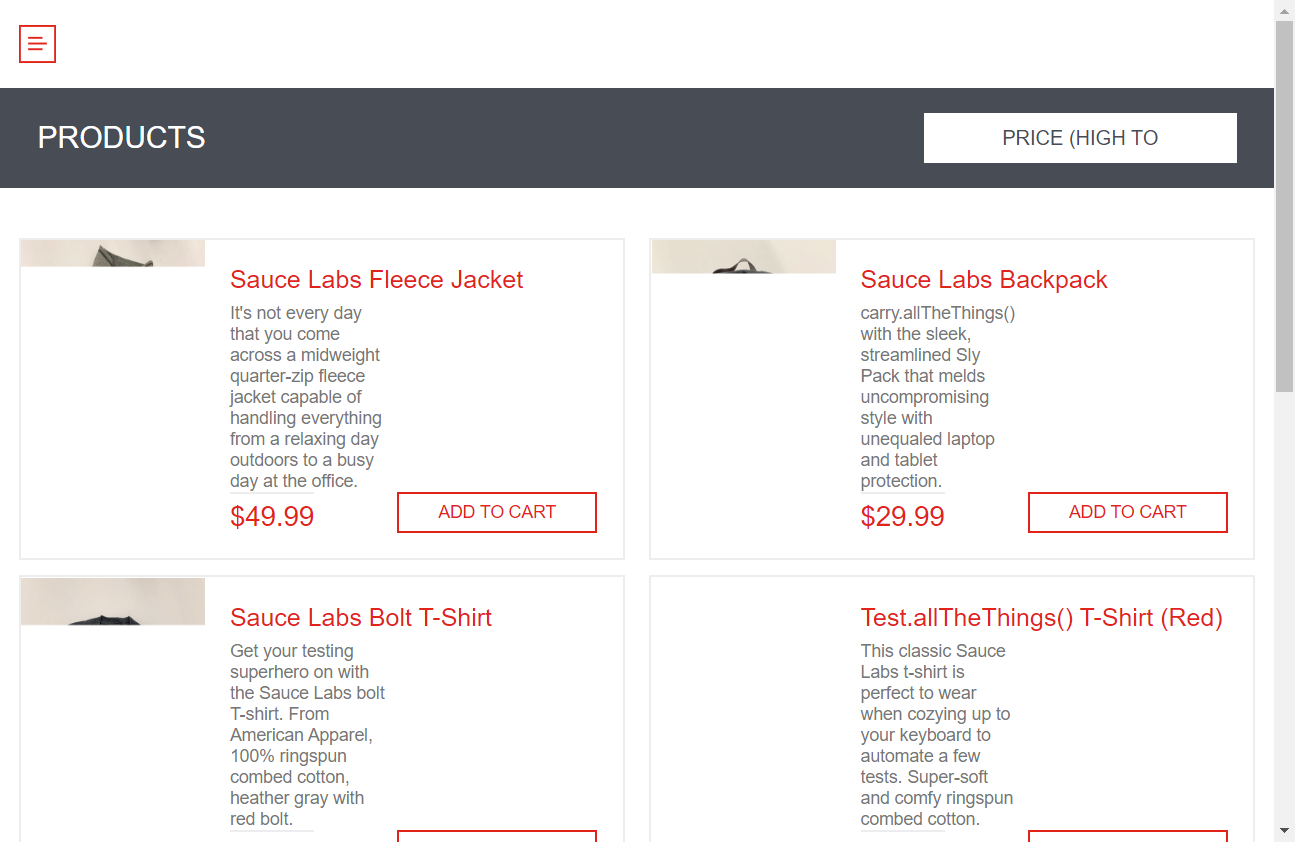 PRODUCTS
PRICE (HIGH TO
Sauce Labs Fleece Jacket
It's not every day
that you come
across a midweight
quarter-zip fleece
jacket capable of
handling everything
from a relaxing day
outdoors to a busy
day at the office.
$49.99
ADD TO CART
Sauce Labs Backpack
carry.allTheThings()
with the sleek,
streamlined Sly
Pack that melds
uncompromising
style with
unequaled laptop
and tablet
protection.
$29.99
ADD TO CART
Sauce Labs Bolt T-Shirt
Get your testing
superhero on with
the Sauce Labs bolt
T-shirt. From
American Apparel,
100% ringspun
combed cotton,
heather gray with
red bolt.
Test.allTheThings() T-Shirt (Red)
This classic Sauce
Labs t-shirt is
perfect to wear
when cozying up to
your keyboard to
automate a few
tests. Super-soft
and comfy ringspun
combed cotton.